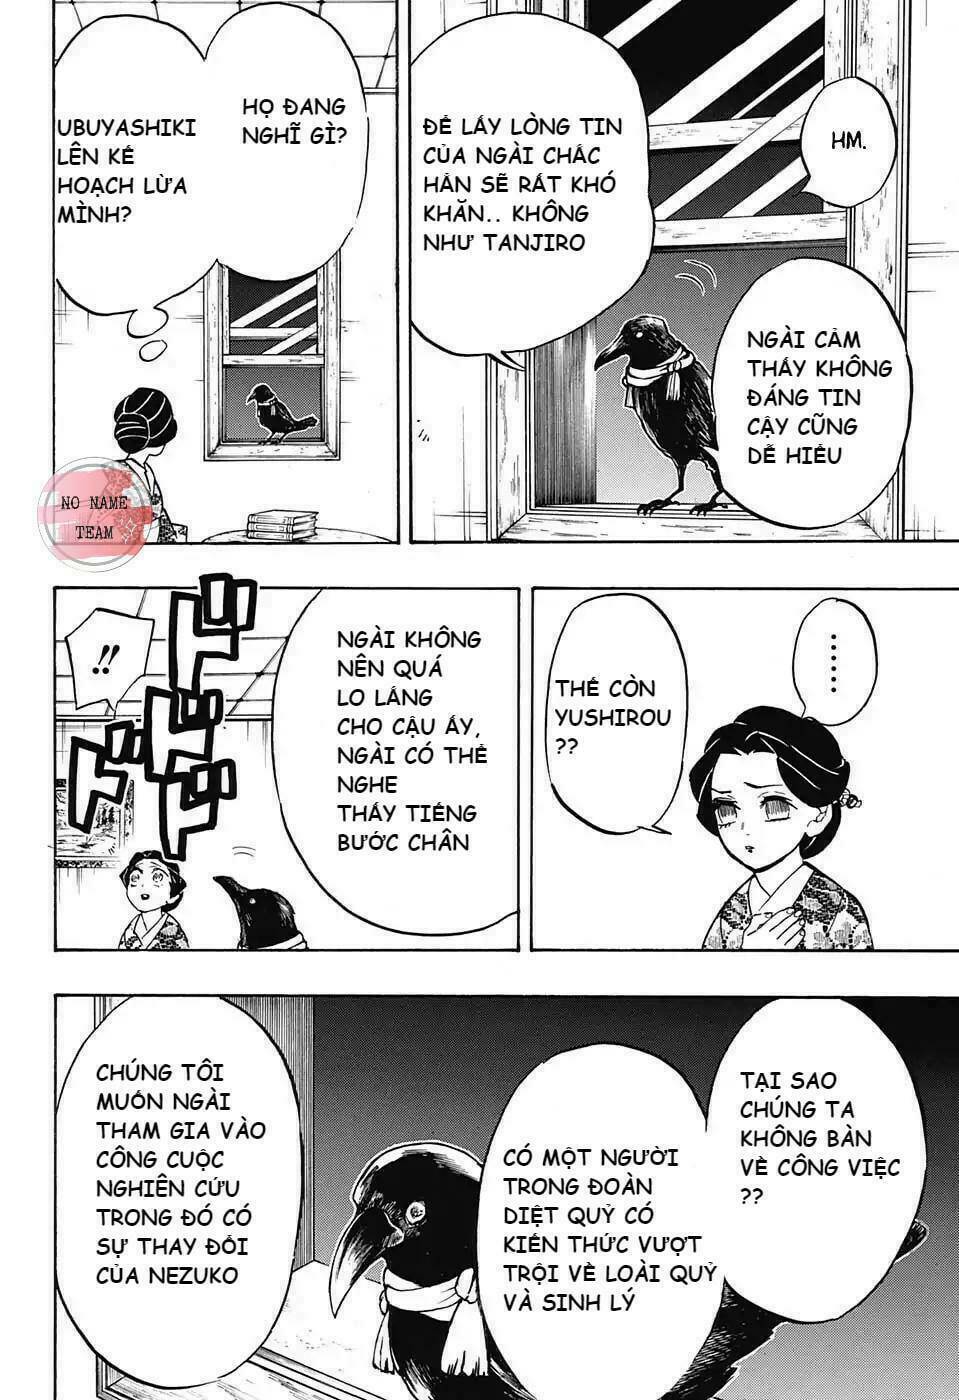 HM.
ĐỂ LẤY LÒNG TIN
CỦA NGÀI CHẮC
HẲN SẼ RẤT KHÓ
KHĂN.. KHÔNG
NHƯ TANJIRO
NGÀI CẢM
THẤY KHÔNG
ĐÁNG TIN
CẬY CŨNG
DỄ HIỂU
HỌ ĐANG
NGHĨ GÌ?
UBUYASHIKI
LÊN KẾ
HOẠCH LỪA
MÌNH?
NO NAME
TEAM
......
THẾ CÒN
YUSHIROU
??
NGÀI KHÔNG
NÊN QUÁ
LO LẮNG
CHO CẬU ẤY,
NGÀI CÓ THỂ
NGHE
THẤY TIẾNG
BƯỚC CHÂN
ドドドドド
!!
TẠI SAO
CHÚNG TA
KHÔNG BÀN
VỀ CÔNG VIỆC
??
CÓ MỘT NGƯỜI
TRONG ĐOÀN
DIỆT QUỶ CÓ
KIẾN THỨC VƯỢT
TRỘI VỀ LOÀI QUỶ
VÀ SINH LÝ
CHÚNG TÔI
MUỐN NGÀI
THAM GIA VÀO
CÔNG CUỘC
NGHIÊN CỨU
TRONG ĐÓ CÓ
SỰ THAY ĐỔI
CỦA NEZUKO